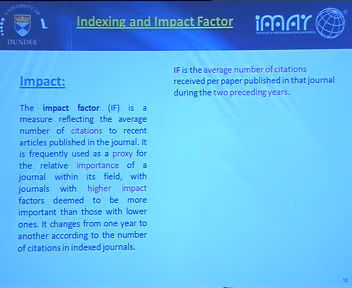 UNIVERSITY OF
DUNDEE
Indexing and Impact Factor
imar
Impact:
The impact factor (IF) is a
measure reflecting the average
number of citations to recent
articles published in the journal. It
is frequently used as a proxy for
the relative importance of a
journal within its field, with
journals with higher impact
factors deemed to be more
important than those with lower
ones. It changes from one year to
another according to the number
of citations in indexed journals.
IF is the average number of citations
received per paper published in that journal
during the two preceding years.